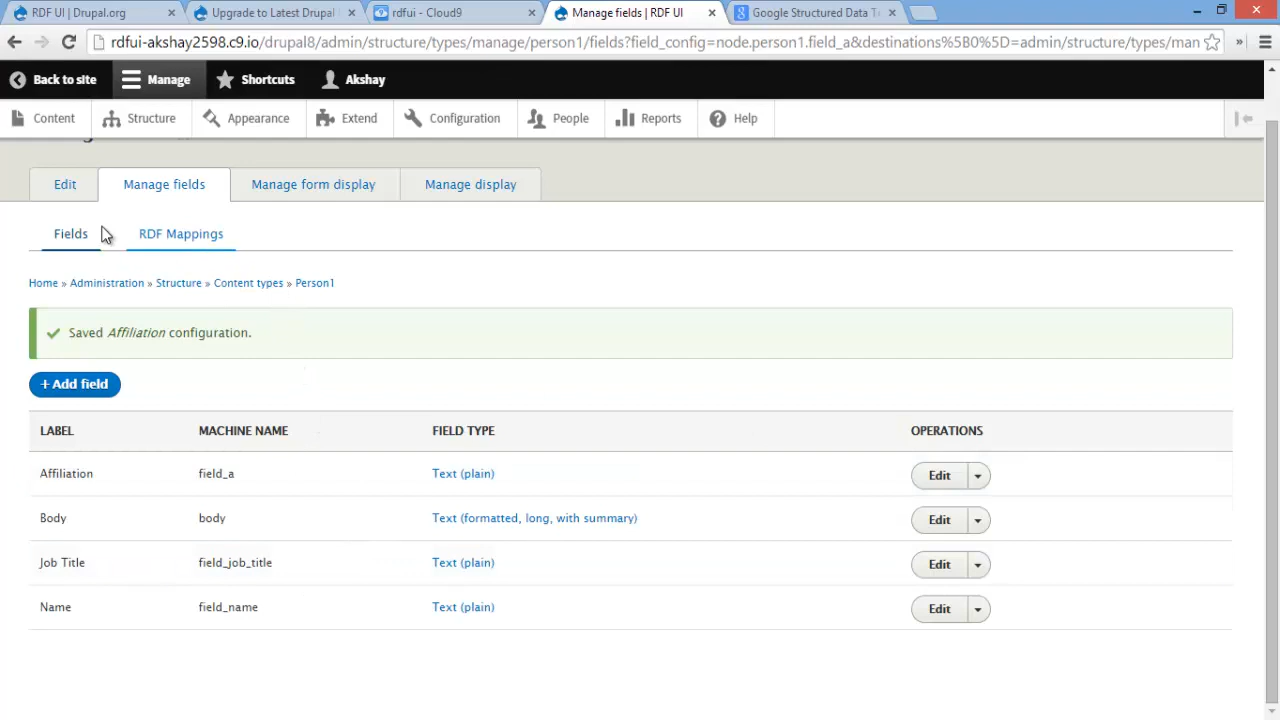 RDF UI | Drupal.org
Upgrade to Latest Drupal
rdfui - Cloud9
Manage fields | RDF UI
Google Structured Data T
rdfui-akshay2598.c9.io/drupal8/admin/structure/types/manage/person1/fields?field_config=node.person1.field_a&destinations%5B0%5D=admin/structure/types/man
Back to site
Manage
Shortcuts
Akshay
Content
Structure
Appearance
Extend
Configuration
People
Reports
Help
Edit
Manage fields
Manage form display
Manage display
Fields
RDF Mappings
Home » Administration » Structure » Content types » Person1
Saved Affiliation configuration.
+ Add field
LABEL MACHINE NAME FIELD TYPE OPERATIONS
Affiliation field_a Text (plain) Edit
Body body Text (formatted, long, with summary) Edit
Job Title field_job_title Text (plain) Edit
Name field_name Text (plain) Edit